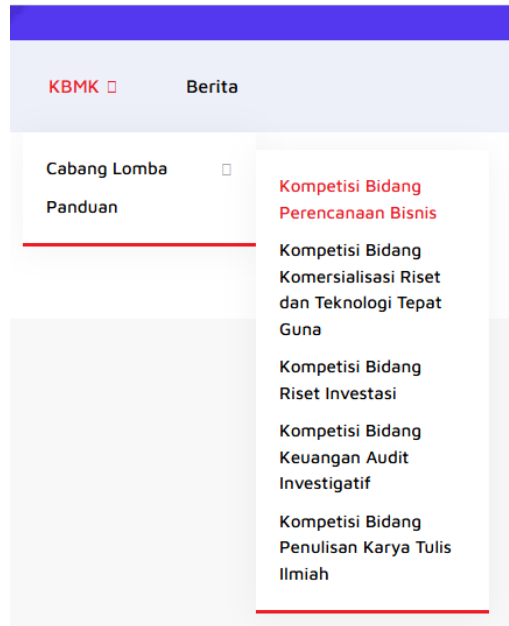 KBMK
Berita
Cabang Lomba
Panduan
Kompetisi Bidang
Perencanaan Bisnis
Kompetisi Bidang
Komersialisasi Riset
dan Teknologi Tepat
Guna
Kompetisi Bidang
Riset Investasi
Kompetisi Bidang
Keuangan Audit
Investigatif
Kompetisi Bidang
Penulisan Karya Tulis
Ilmiah